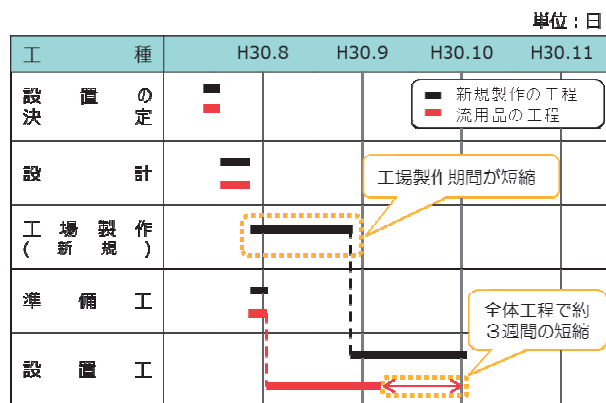 単位：日
工種 H30.8 H30.9 H30.10 H30.11
設置の
決定
新規製作の工程
流用品の工程
設計
工場製作期間が短縮
工場製作
(新規)
準備工
全体工程で約
3週間の短縮
設置工